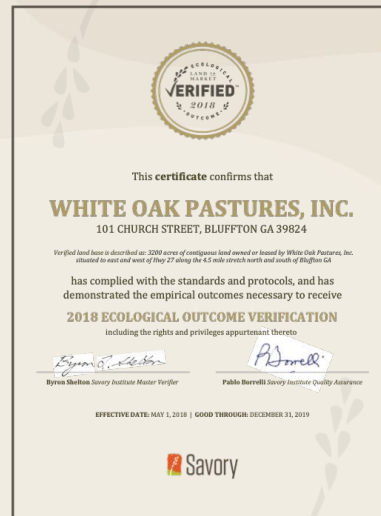 ECOLOGICAL
LAND to
MARKET
VERIFIED™
2018
OUTCOME
This certificate confirms that
WHITE OAK PASTURES, INC.
101 CHURCH STREET, BLUFFTON GA 39824
Verified land base is described as: 3200 acres of contiguous land owned or leased by White Oak Pastures, Inc.
situated to east and west of Hwy 27 along the 4.5 mile stretch north and south of Bluffton GA
has complied with the standards and protocols, and has
demonstrated the empirical outcomes necessary to receive
2018 ECOLOGICAL OUTCOME VERIFICATION
including the rights and privileges appurtenant thereto
Byron L. Shelton
Byron Shelton Savory Institute Master Verifier
PBorrelli
Pablo Borrelli Savory Institute Quality Assurance
EFFECTIVE DATE: MAY 1, 2018 | GOOD THROUGH: DECEMBER 31, 2019
Savory